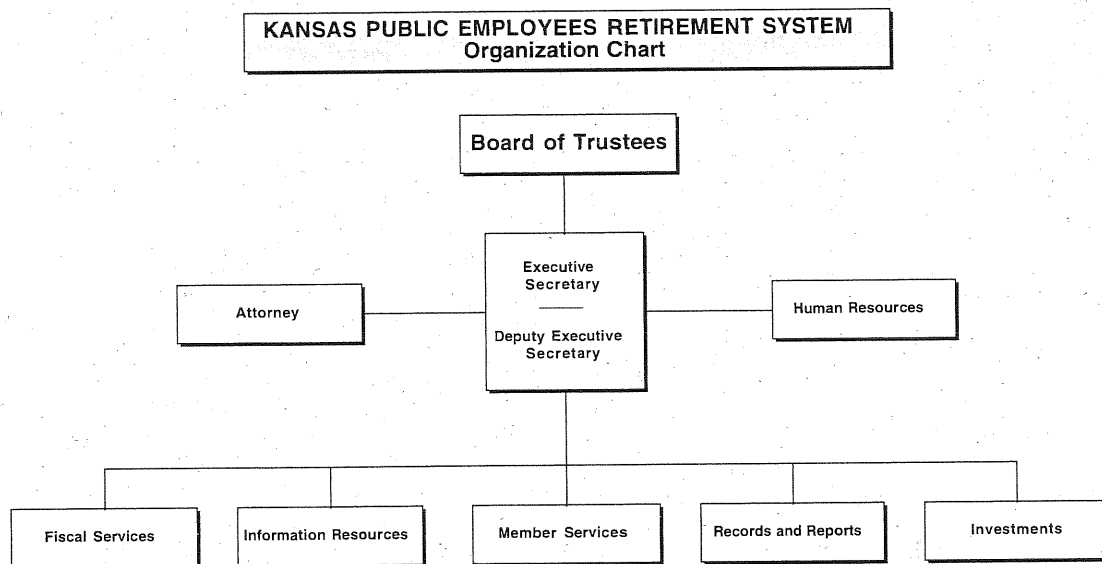 KANSAS PUBLIC EMPLOYEES RETIREMENT SYSTEM
Organization Chart
Board of Trustees
Executive
Secretary
Deputy Executive
Secretary
Attorney
Human Resources
Fiscal Services
Information Resources
Member Services
Records and Reports
Investments